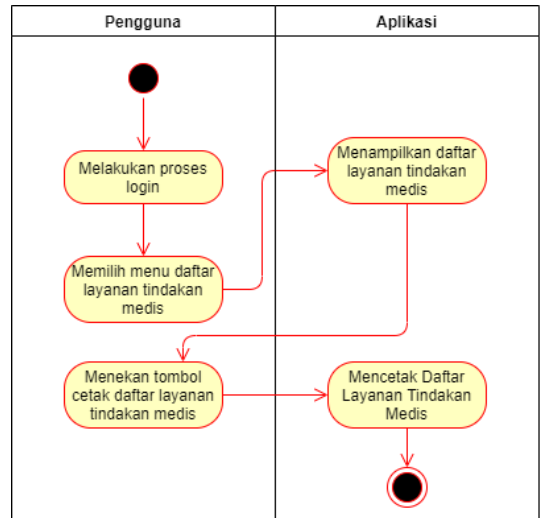 Pengguna
Aplikasi
Melakukan proses
login
Menampilkan daftar
layanan tindakan
medis
Memilih menu daftar
layanan tindakan
medis
Menekan tombol
cetak daftar layanan
tindakan medis
Mencetak Daftar
Layanan Tindakan
Medis